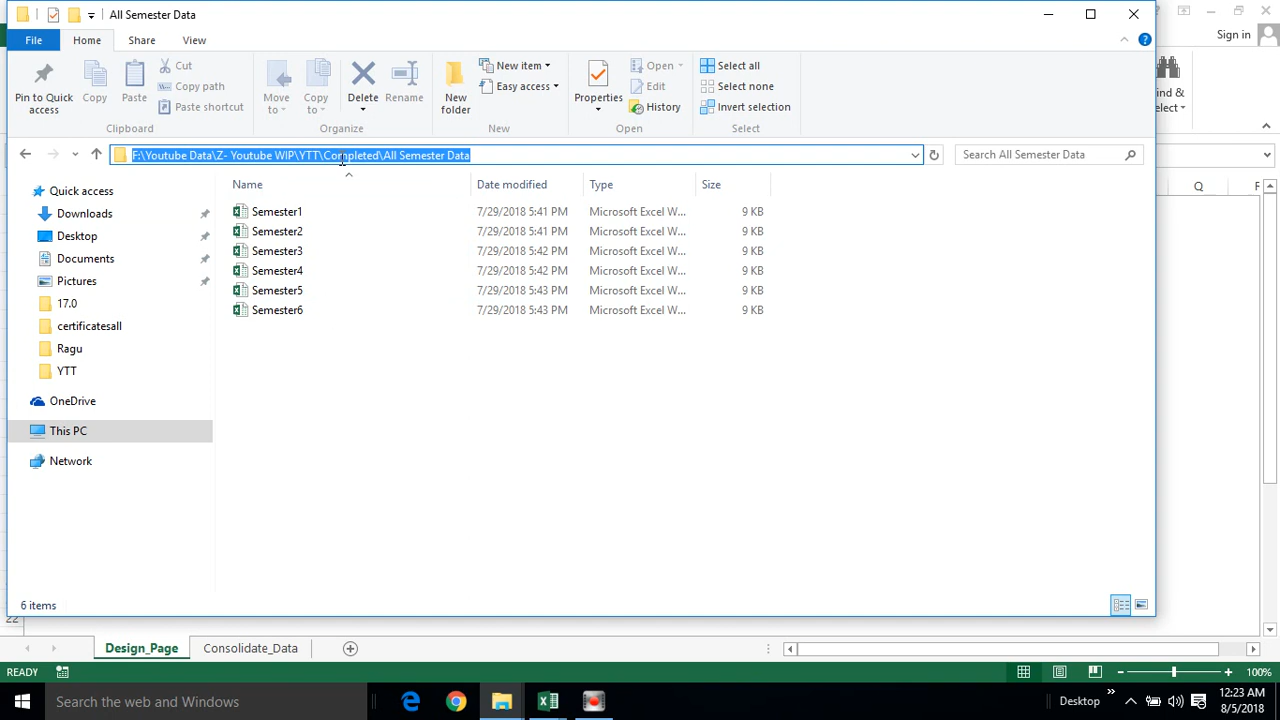 All Semester Data
File Home Share View
Sign in
Cut
Copy path
Paste shortcut
Pin to Quick access
Copy
Paste
Move to
Copy to
Delete
Rename
New folder
New item
Easy access
Properties
Open
Edit
History
Select all
Select none
Invert selection
Find &
Select
Clipboard Organize New Open Select
F:\Youtube Data\Z- Youtube WIP\YTT\Completed\All Semester Data
Search All Semester Data
Name Date modified Type Size
Q
Quick access
Downloads
Desktop
Documents
Pictures
17.0
certificatesall
Ragu
YTT
OneDrive
This PC
Network
Semester1 7/29/2018 5:41 PM Microsoft Excel W... 9 KB
Semester2 7/29/2018 5:41 PM Microsoft Excel W... 9 KB
Semester3 7/29/2018 5:42 PM Microsoft Excel W... 9 KB
Semester4 7/29/2018 5:42 PM Microsoft Excel W... 9 KB
Semester5 7/29/2018 5:43 PM Microsoft Excel W... 9 KB
Semester6 7/29/2018 5:43 PM Microsoft Excel W... 9 KB
6 items
22
Design_Page Consolidate_Data
READY
100%
Search the web and Windows
Desktop
12:23 AM
8/5/2018